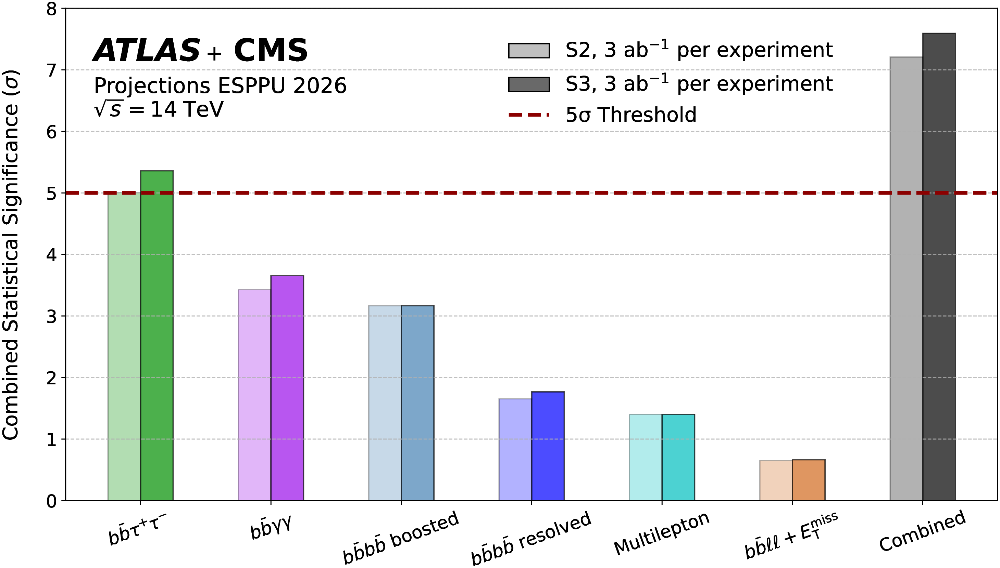 ATLAS + CMS
Projections ESPPU 2026
√s = 14 TeV
S2, 3 ab⁻¹ per experiment
S3, 3 ab⁻¹ per experiment
5σ Threshold
Combined Statistical Significance (σ)
8
7
6
5
4
3
2
1
0
bb̄τ⁺τ⁻
bb̄γγ
bb̄bb̄ boosted
bb̄bb̄ resolved
Multilepton
bb̄ℓℓ + E_T^miss
Combined